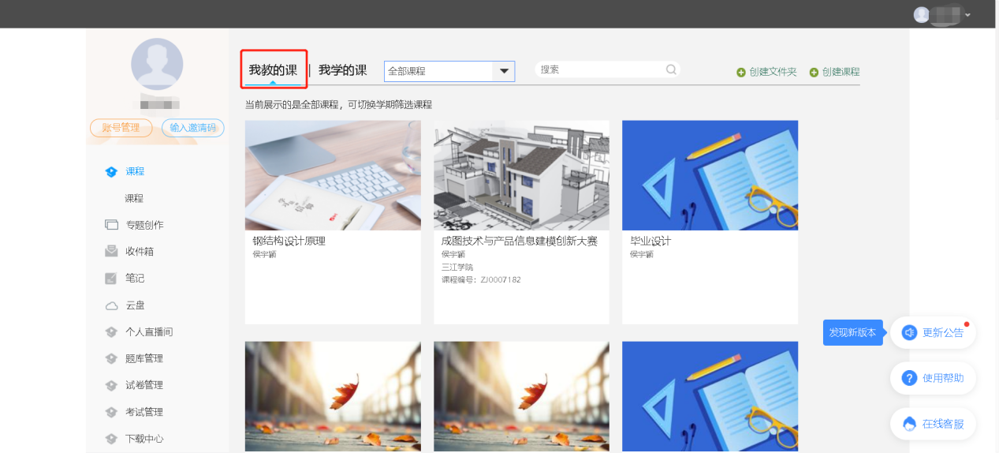 我教的课
我学的课
全部课程
搜索
创建文件夹
创建课程
当前展示的是全部课程，可切换学期筛选课程
账号管理
输入邀请码
课程
课程
专题创作
收件箱
笔记
云盘
个人直播间
题库管理
试卷管理
考试管理
下载中心
钢结构设计原理
侯宇颖
成图技术与产品信息建模创新大赛
侯宇颖
三江学院
课程编号：ZJ0007182
毕业设计
侯宇颖
发现新版本
更新公告
使用帮助
在线客服